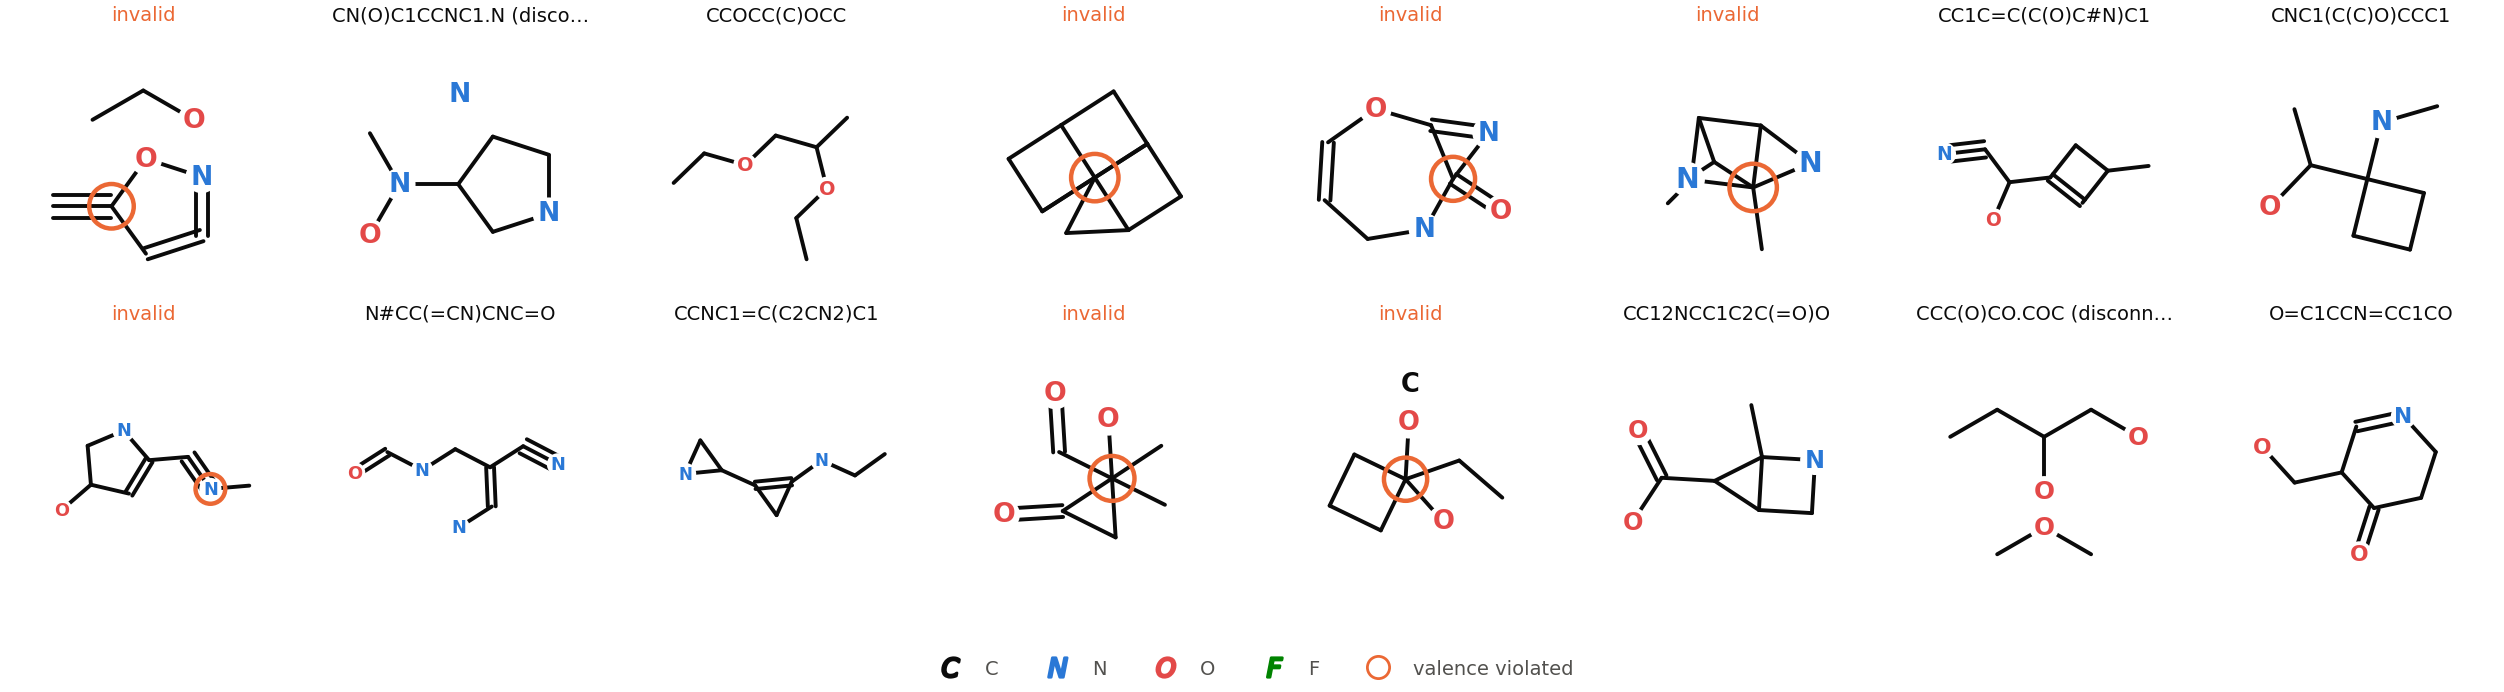 invalid
CN(O)C1CCNC1.N (disco…
CCOCC(C)OCC
invalid
invalid
invalid
CC1C=C(C(O)C#N)C1
CNC1(C(C)O)CCC1
O
O
N
N
N
N
O
O
O
O
N
N
O
N
N
N
O
N
O
invalid
N#CC(=CN)CNC=O
CCNC1=C(C2CN2)C1
invalid
invalid
CC12NCC1C2C(=O)O
CCC(O)CO.COC (disconn…
O=C1CCN=CC1CO
N
N
O
O
N
N
N
N
N
O
O
O
C
O
O
O
O
N
O
O
O
O
N
O
C C N N O O F F valence violated